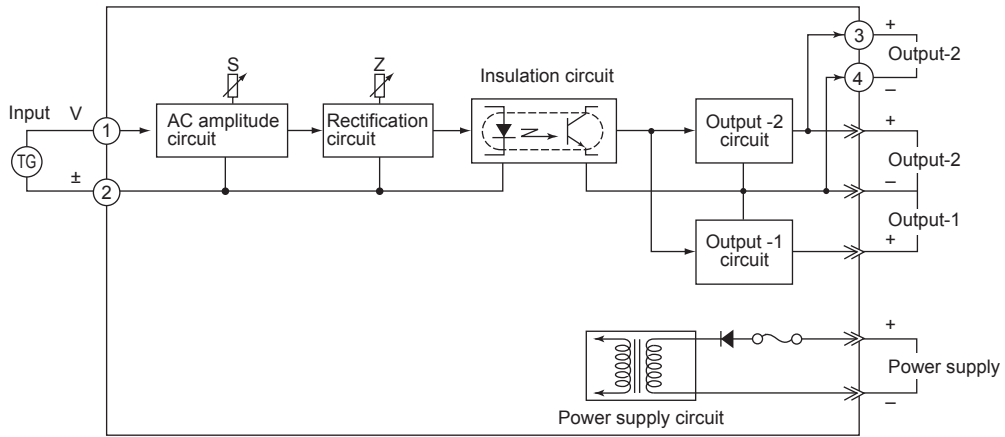 Input
V
1
TG
±
2
S
AC amplitude
circuit
Z
Rectification
circuit
Insulation circuit
Output -2
circuit
Output -1
circuit
3
+
Output-2
4
–
+
Output-2
–
Output-1
+
Power supply circuit
+
Power supply
–